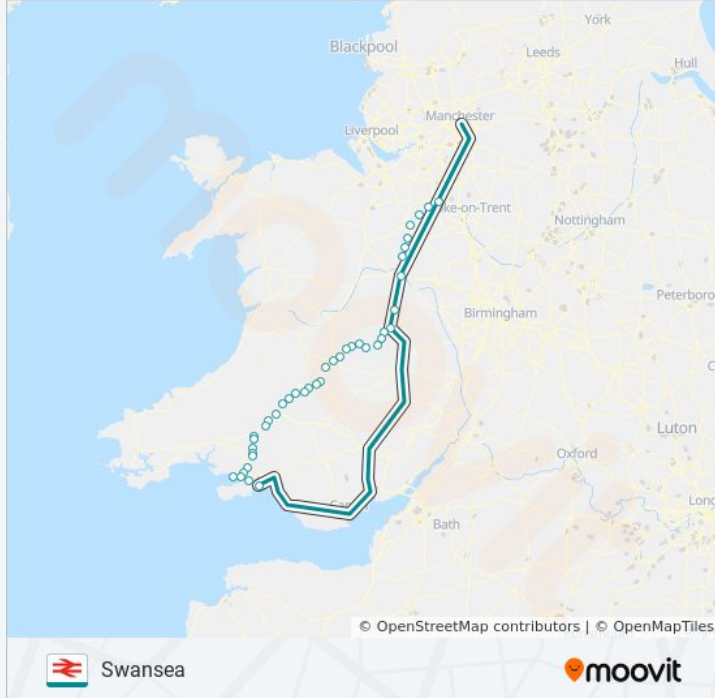 York
Blackpool
Leeds
Hull
Manchester
Liverpool
ke-on-Trent
Nottingham
Peterboro
Birmingham
Luton
Oxford
Lond
Bath
© OpenStreetMap contributors | © OpenMapTiles
Swansea
moovit